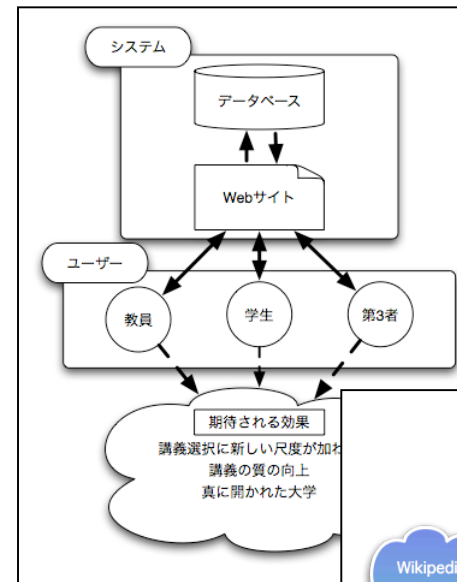 システム
データベース
Webサイト
ユーザー
教員
学生
第3者
期待される効果
講義選択に新しい尺度が加
講義の質の向上
真に開かれた大学